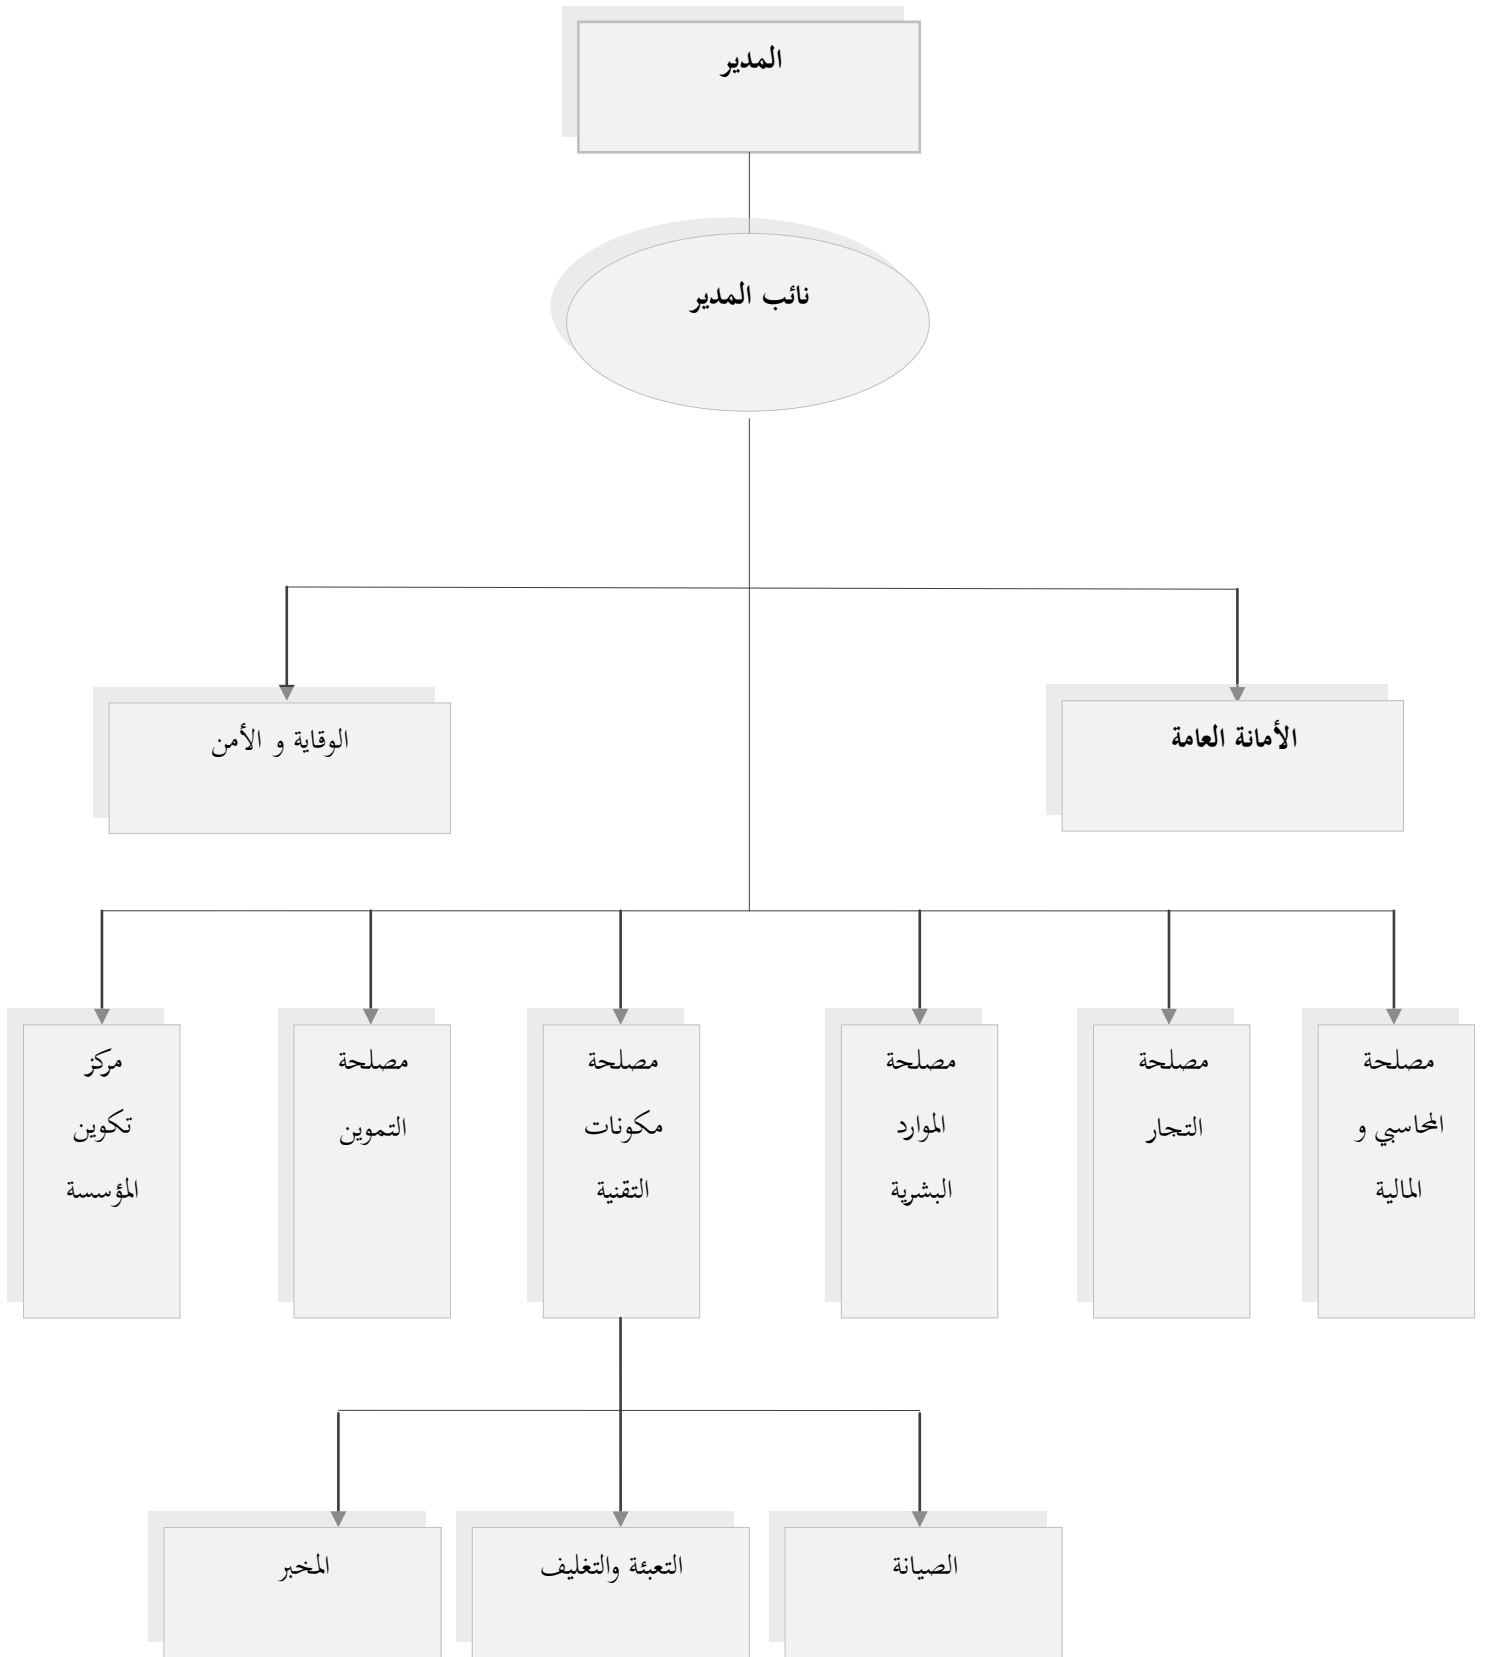 المدير
نائب المدير
الأمانة العامة
الوقاية و الأمن
مصلحة
المحاسبي و
المالية
مصلحة
التجار
مصلحة
الموارد
البشرية
مصلحة
مكونات
التقنية
مصلحة
التموين
مركز
تكوين
المؤسسة
الصيانة
التعبئة والتغليف
المخبر